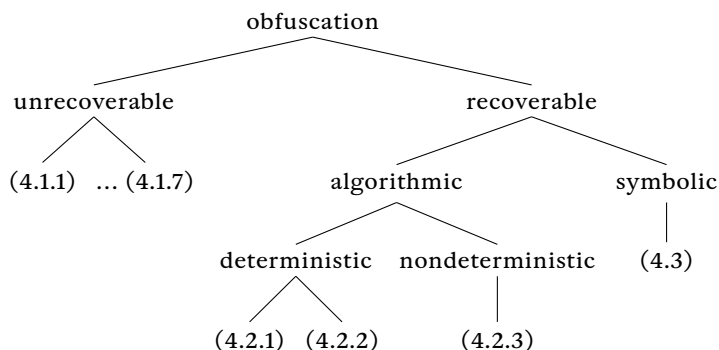 obfuscation
unrecoverable recoverable
(4.1.1) … (4.1.7) algorithmic symbolic
deterministic nondeterministic (4.3)
(4.2.1) (4.2.2) (4.2.3)